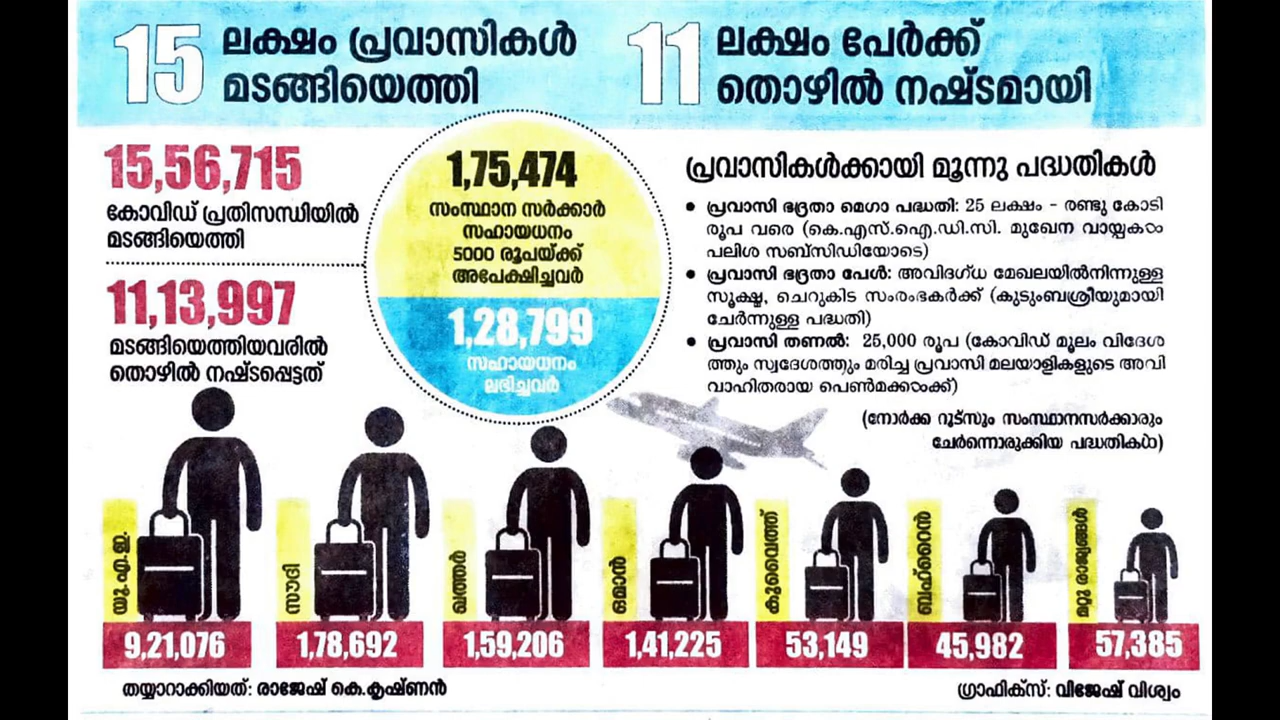 15 ലക്ഷം പ്രവാസികൾ
മടങ്ങിയെത്തി
11 ലക്ഷം പേർക്ക്
തൊഴിൽ നഷ്ടമായി
15,56,715
കോവിഡ് പ്രതിസന്ധിയിൽ
മടങ്ങിയെത്തി
11,13,997
മടങ്ങിയെത്തിയവരിൽ
തൊഴിൽ നഷ്ടപ്പെട്ടത്
1,75,474
സംസ്ഥാന സർക്കാർ
സഹായധനം
5000 രൂപയ്ക്ക്
അപേക്ഷിച്ചവർ
1,28,799
സഹായധനം
ലഭിച്ചവർ
പ്രവാസികൾക്കായി മൂന്നു പദ്ധതികൾ
• പ്രവാസി ഭദ്രതാ മെഗാ പദ്ധതി: 25 ലക്ഷം - രണ്ടു കോടി
രൂപ വരെ (കെ.എസ്.ഐ.ഡി.സി. മുഖേന വായ്പകൾ
പലിശ സബ്സിഡിയോടെ)
• പ്രവാസി ഭദ്രതാ പേൾ: അവിദഗ്ധ മേഖലയിൽനിന്നുള്ള
സൂക്ഷ്മ, ചെറുകിട സംരംഭകർക്ക് (കുടുംബശ്രീയുമായി
ചേർന്നുള്ള പദ്ധതി)
• പ്രവാസി തണൽ: 25,000 രൂപ (കോവിഡ് മൂലം വിദേശ
ത്തും സ്വദേശത്തും മരിച്ച പ്രവാസി മലയാളികളുടെ അവി
വാഹിതരായ പെൺമക്കൾക്ക്)
(നോർക്ക റൂട്സും സംസ്ഥാനസർക്കാരും
ചേർന്നൊരുക്കിയ പദ്ധതികൾ)
യു.എ.ഇ.
9,21,076
സൗദി
1,78,692
ഖത്തർ
1,59,206
ഒമാൻ
1,41,225
കുവൈത്ത്
53,149
ബഹ്റൈൻ
45,982
മറ്റു രാജ്യങ്ങൾ
57,385
തയ്യാറാക്കിയത്: രാജേഷ് കെ.കൃഷ്ണൻ
ഗ്രാഫിക്സ്: വിജേഷ് വിശ്വം